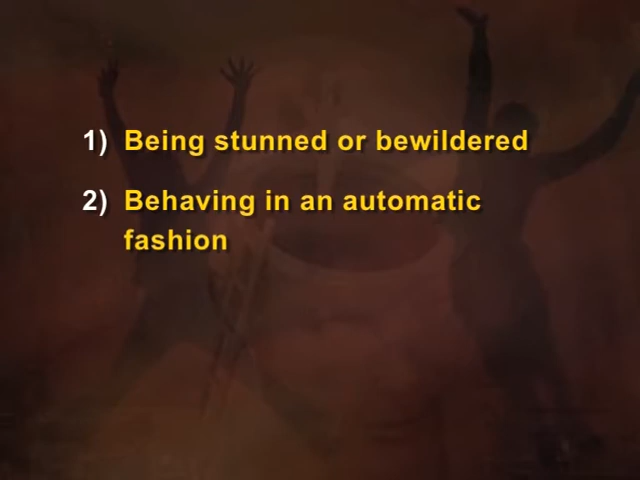 1) Being stunned or bewildered
2) Behaving in an automatic
fashion